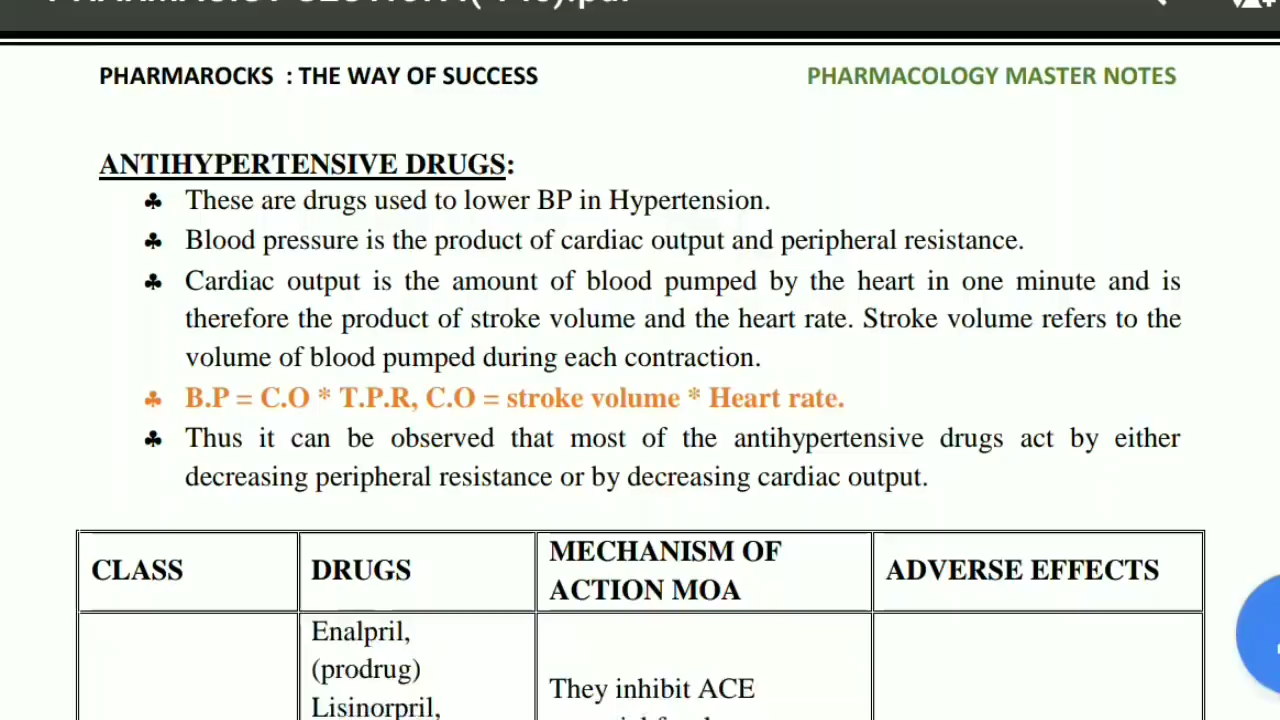 PHARMAROCKS : THE WAY OF SUCCESS
PHARMACOLOGY MASTER NOTES
ANTIHYPERTENSIVE DRUGS:
♣ These are drugs used to lower BP in Hypertension.
♣ Blood pressure is the product of cardiac output and peripheral resistance.
♣ Cardiac output is the amount of blood pumped by the heart in one minute and is
therefore the product of stroke volume and the heart rate. Stroke volume refers to the
volume of blood pumped during each contraction.
♣ B.P = C.O * T.P.R, C.O = stroke volume * Heart rate.
♣ Thus it can be observed that most of the antihypertensive drugs act by either
decreasing peripheral resistance or by decreasing cardiac output.
CLASS
DRUGS
MECHANISM OF
ACTION MOA
ADVERSE EFFECTS
Enalpril,
(prodrug)
Lisinorpril,
They inhibit ACE